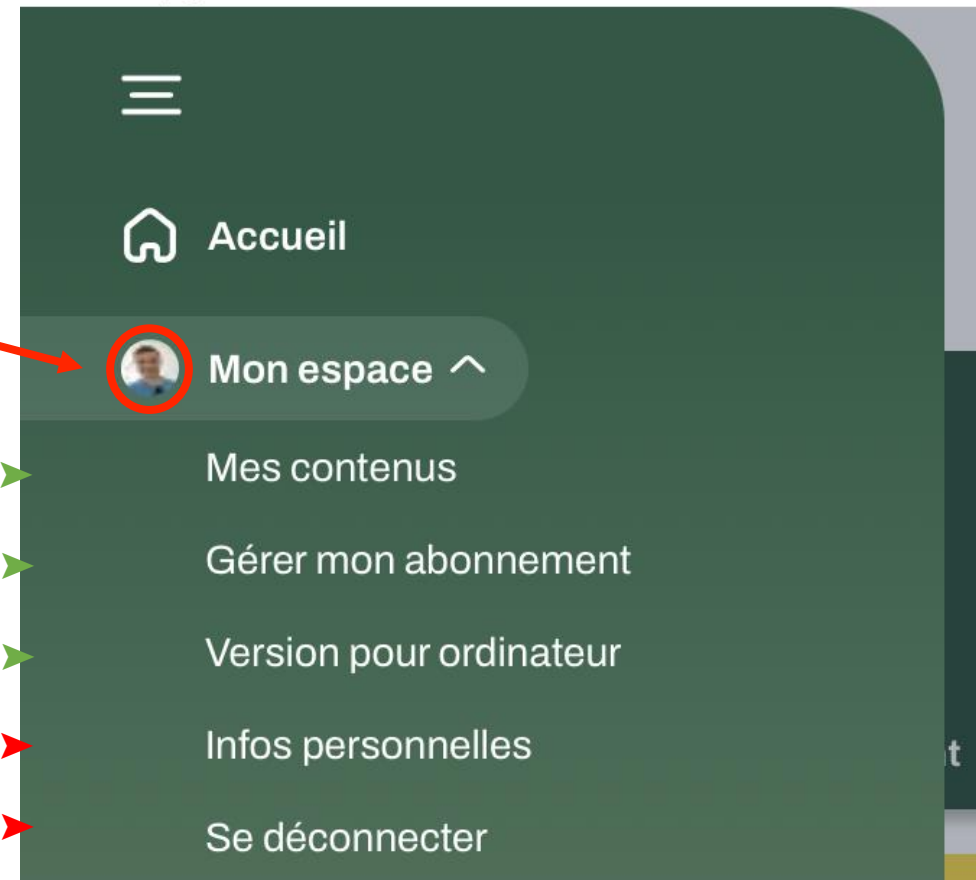 Accueil
Mon espace
Mes contenus
Gérer mon abonnement
Version pour ordinateur
Infos personnelles
Se déconnecter